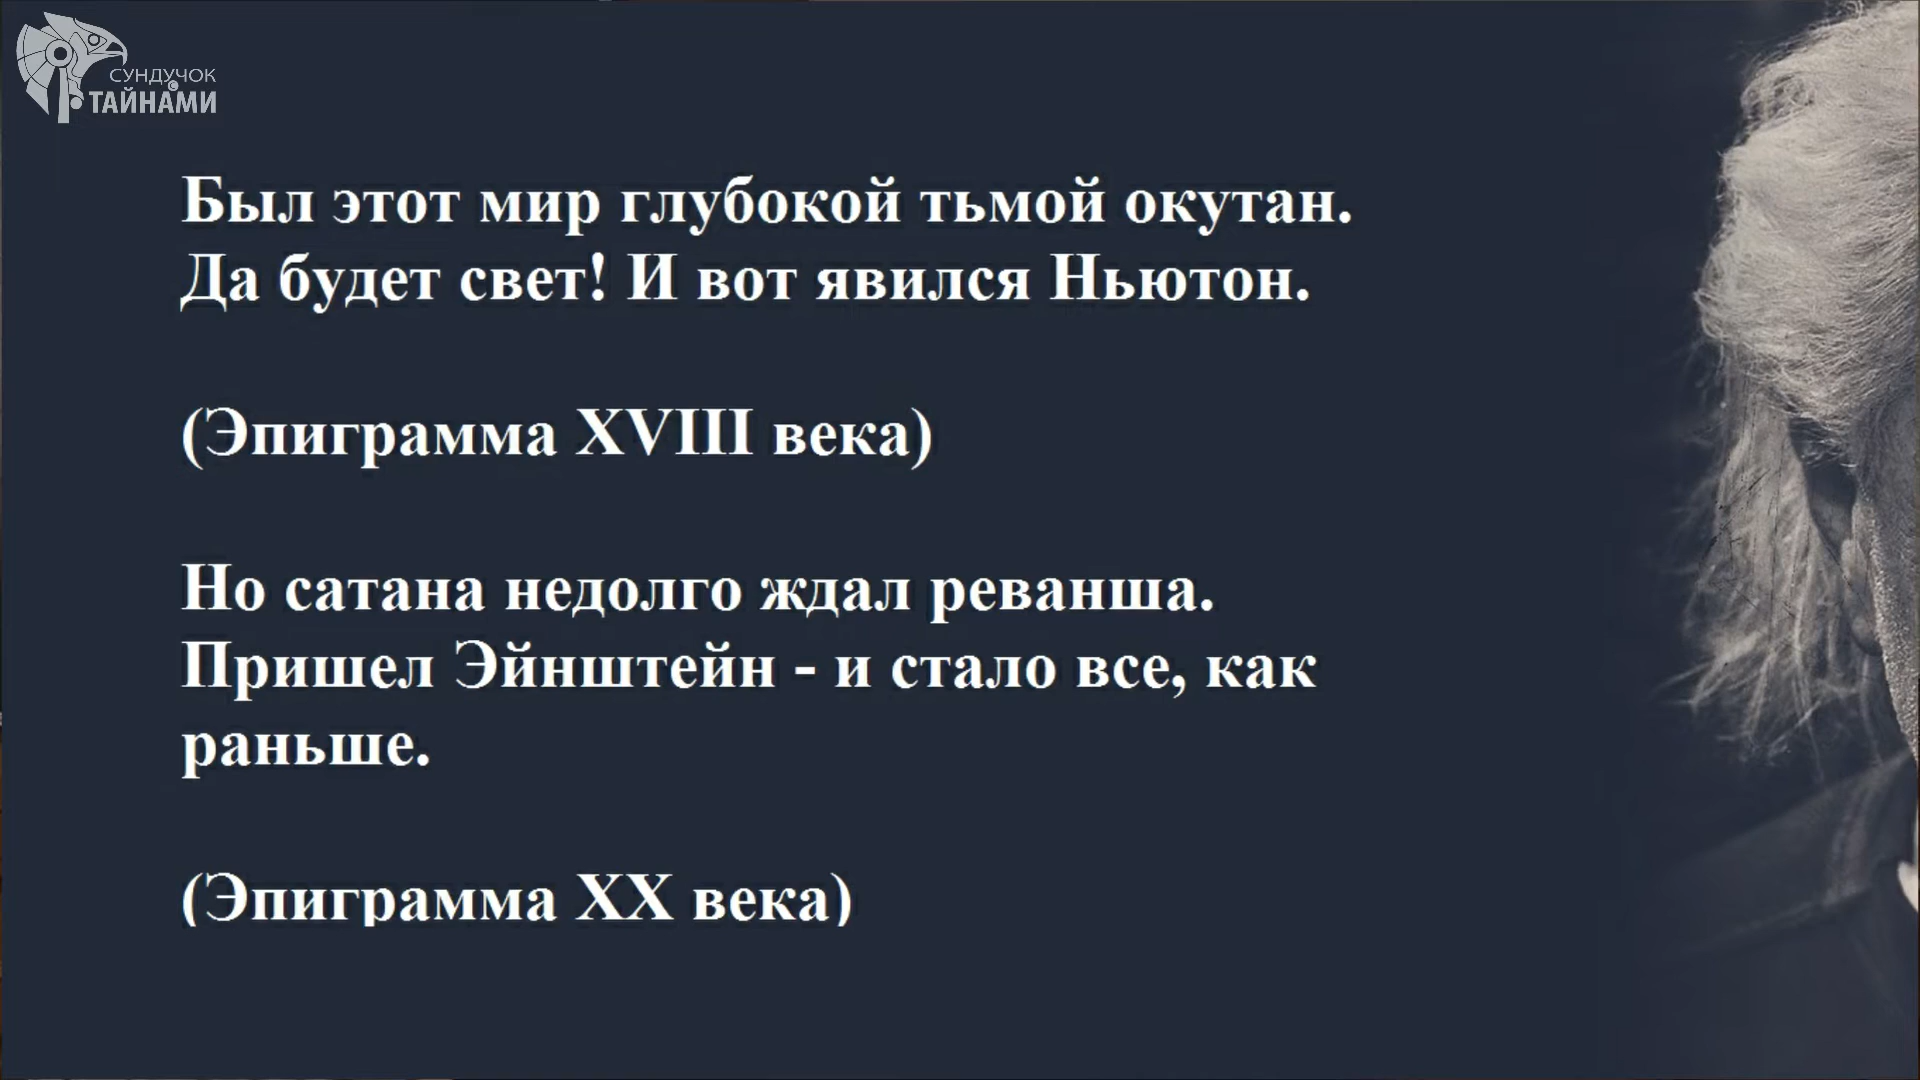 СУНДУЧОК
С
ТАЙНАМИ
Был этот мир глубокой тьмой окутан.
Да будет свет! И вот явился Ньютон.
(Эпиграмма XVIII века)
Но сатана недолго ждал реванша.
Пришел Эйнштейн - и стало все, как
раньше.
(Эпиграмма XX века)